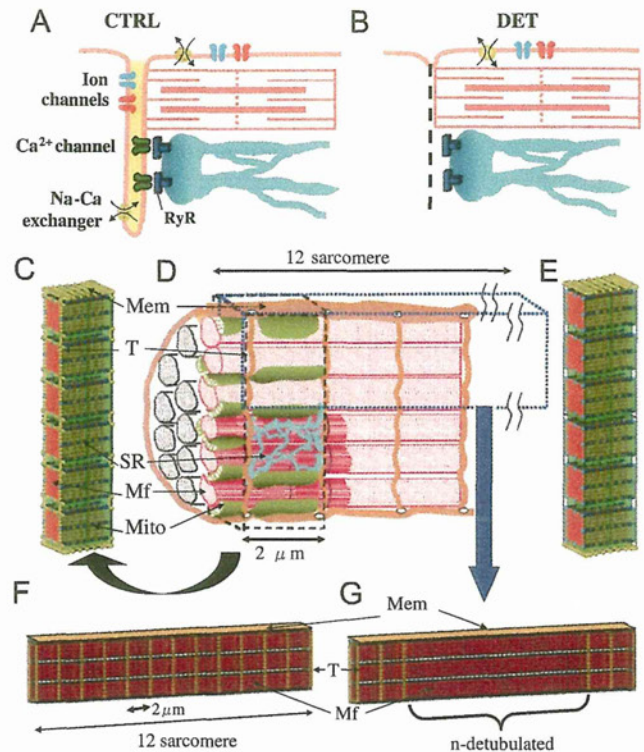 A CTRL
B DET
Ion
channels
Ca2+ channel
Na-Ca
exchanger
RyR
C
D
12 sarcomere
E
Mem
T
SR
Mf
Mito
2 μm
F
G
Mem
T
Mf
2μm
12 sarcomere
n-detubulated